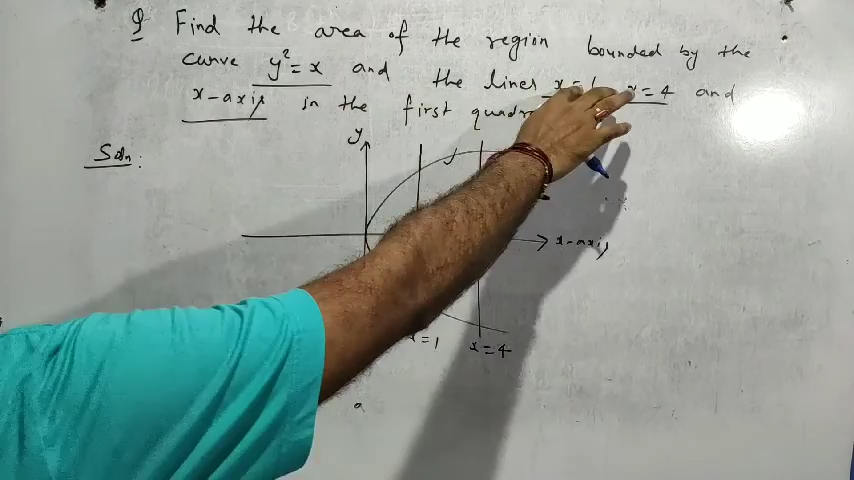 Q Find the area of the region bounded by the
curve y² = x and the lines x = 1 x = 4 and
x-axis in the first
Soln:
y
x-axis
x = 1
x = 4